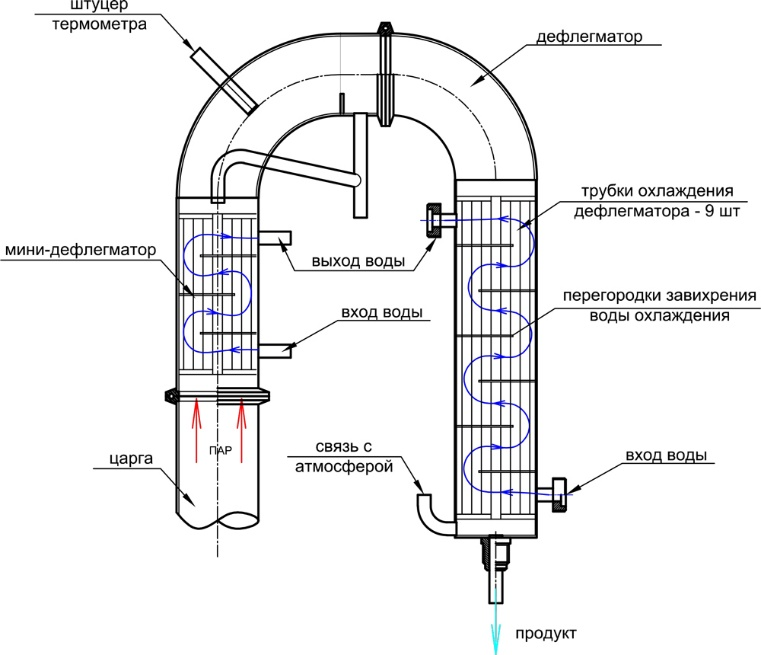 штуцер
термометра
дефлегматор
трубки охлаждения
дефлегматора - 9 шт
мини-дефлегматор
выход воды
вход воды
перегородки завихрения
воды охлаждения
царга
ПАР
связь с
атмосферой
вход воды
продукт